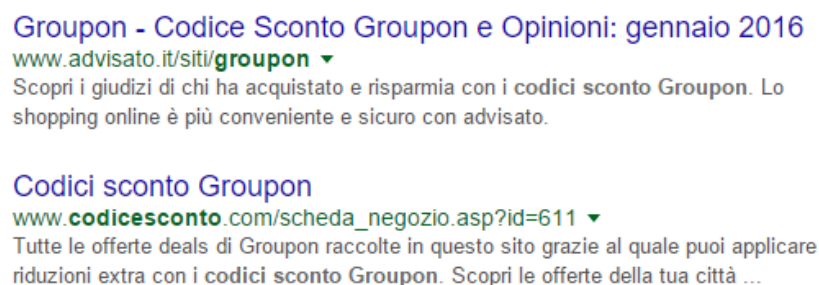 Groupon - Codice Sconto Groupon e Opinioni: gennaio 2016
www.advisato.it/siti/groupon
Scopri i giudizi di chi ha acquistato e risparmia con i codici sconto Groupon. Lo
shopping online è più conveniente e sicuro con advisato.
Codici sconto Groupon
www.codicesconto.com/scheda_negozio.asp?id=611
Tutte le offerte deals di Groupon raccolte in questo sito grazie al quale puoi applicare
riduzioni extra con i codici sconto Groupon. Scopri le offerte della tua città ...